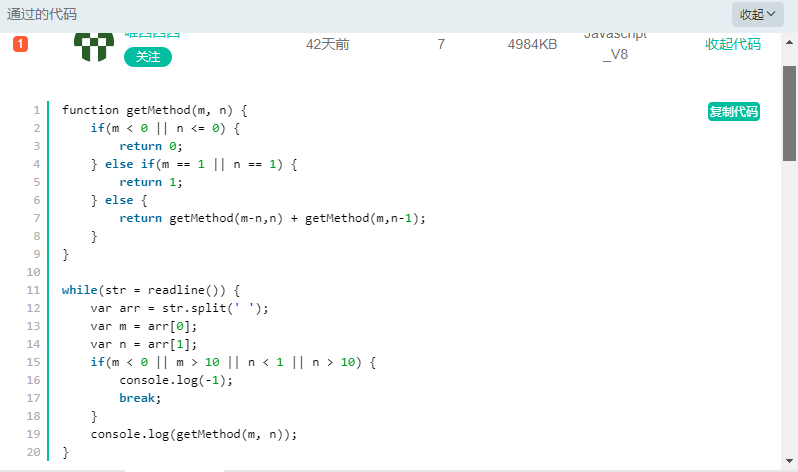 通过的代码
收起
1
关注
42天前
7
4984KB
Javascript
_V8
收起代码
复制代码
1 function getMethod(m, n) {
2     if(m < 0 || n <= 0) {
3         return 0;
4     } else if(m == 1 || n == 1) {
5         return 1;
6     } else {
7         return getMethod(m-n,n) + getMethod(m,n-1);
8     }
9 }
10
11 while(str = readline()) {
12     var arr = str.split(' ');
13     var m = arr[0];
14     var n = arr[1];
15     if(m < 0 || m > 10 || n < 1 || n > 10) {
16         console.log(-1);
17         break;
18     }
19     console.log(getMethod(m, n));
20 }